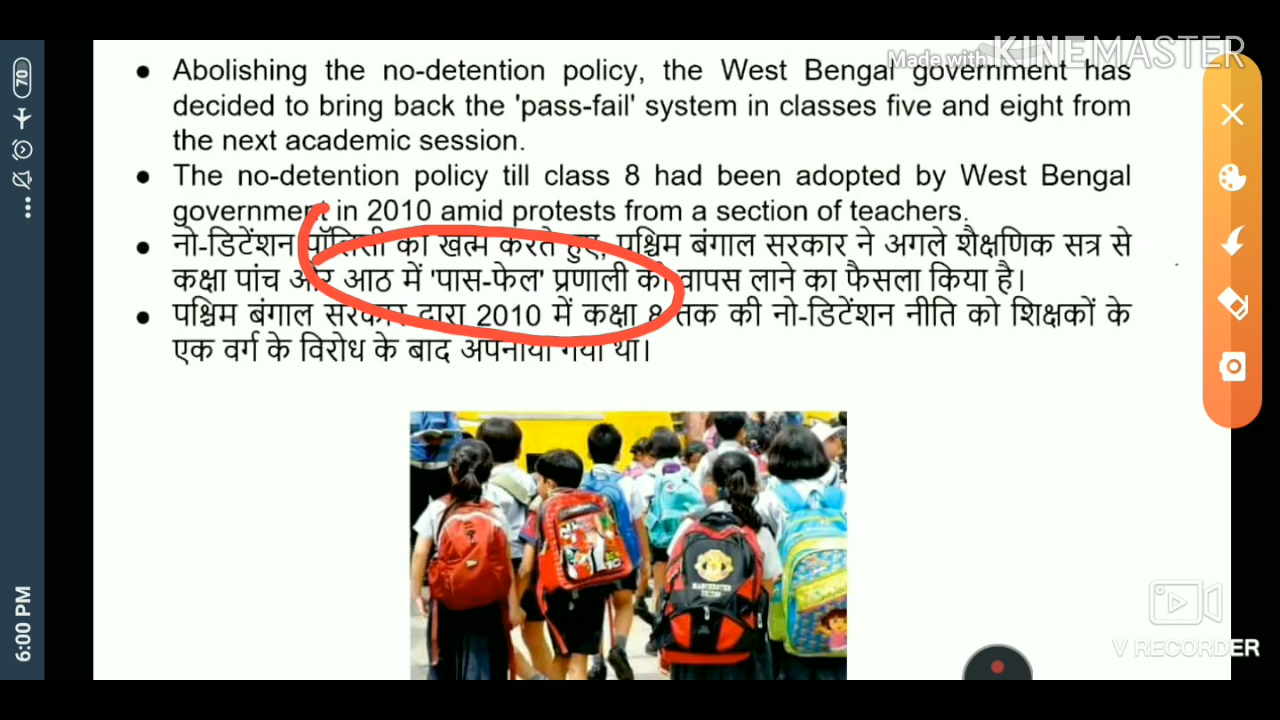 Made with KINEMASTER
Abolishing the no-detention policy, the West Bengal government has
decided to bring back the 'pass-fail' system in classes five and eight from
the next academic session.
The no-detention policy till class 8 had been adopted by West Bengal
government in 2010 amid protests from a section of teachers.
नो-डिटेंशन पॉलिसी को खत्म करते हुए, पश्चिम बंगाल सरकार ने अगले शैक्षणिक सत्र से
कक्षा पांच और आठ में 'पास-फेल' प्रणाली को वापस लाने का फैसला किया है।
पश्चिम बंगाल सरकार द्वारा 2010 में कक्षा 8 तक की नो-डिटेंशन नीति को शिक्षकों के
एक वर्ग के विरोध के बाद अपनाया गया था।
70
6:00 PM
MANCHESTER
UNITED
V RECORDER